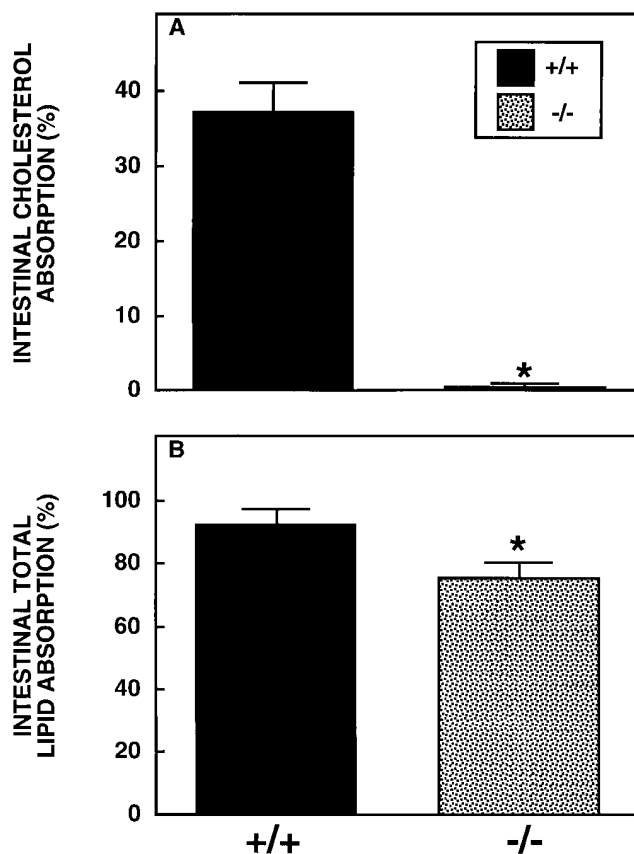 A
+/+
-/-
INTESTINAL CHOLESTEROL
ABSORPTION (%)
40
30
20
10
0
*
B
INTESTINAL TOTAL
LIPID ABSORPTION (%)
100
80
60
40
20
0
*
+/+
-/-